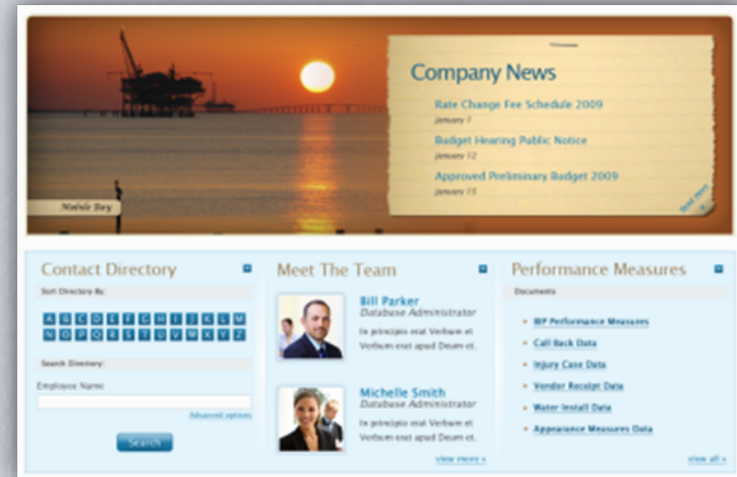 Company News
Rate Change Fee Schedule 2009
January 1
Budget Hearing Public Notice
January 12
Approved Preliminary Budget 2009
January 15
Mobile Bay
Contact Directory
Sort Directory By:
A B C D E F G H I J K L M
N O P Q R S T U V W X Y Z
Search Directory:
Employee Name
Advanced options
Search
Meet The Team
Bill Parker
Database Administrator
In principio erat Verbum et
Verbum erat apud Deum et.
Michelle Smith
Database Administrator
In principio erat Verbum et
Verbum erat apud Deum et.
view more »
Performance Measures
Documents
Performance Measures
Call Back Data
Injury Case Data
Vendor Receipt Data
Water Install Data
Appearance Measures Data
view all »